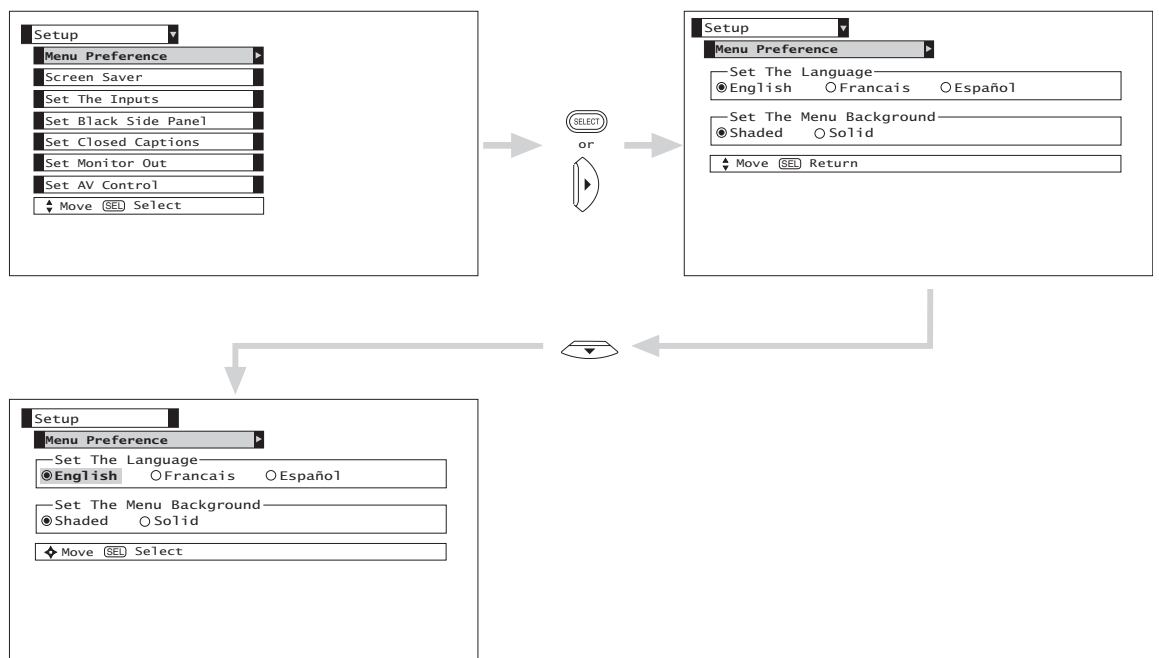 Setup
Menu Preference
Screen Saver
Set The Inputs
Set Black Side Panel
Set Closed Captions
Set Monitor Out
Set AV Control
Move SEL Select
SELECT
or
Setup
Menu Preference
Set The Language
English Francais Español
Set The Menu Background
Shaded Solid
Move SEL Return
Setup
Menu Preference
Set The Language
English Francais Español
Set The Menu Background
Shaded Solid
Move SEL Select